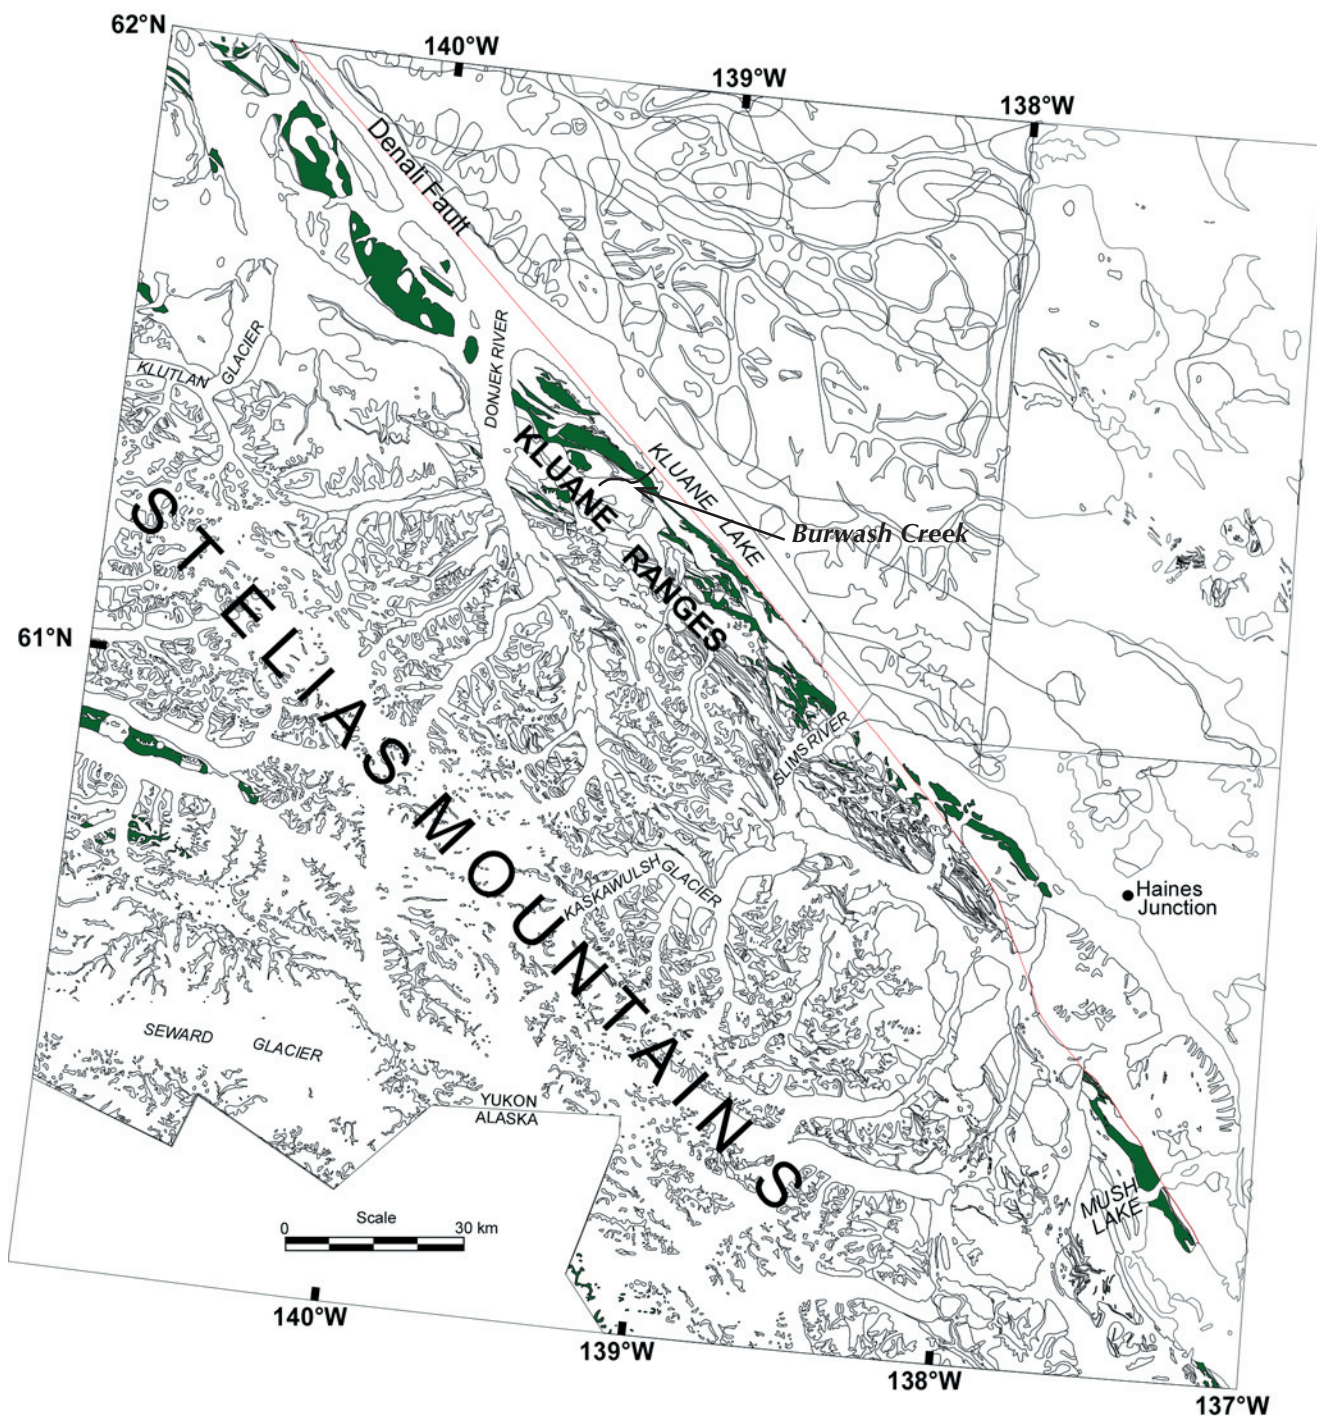 62°N
140°W
139°W
138°W
Denali Fault
KLUTLAN
GLACIER
DONJEK RIVER
KLUANE LAKE
KLUANE RANGES
Burwash Creek
ST ELIAS MOUNTAINS
61°N
SLIMS RIVER
KASKAWULSH GLACIER
Haines
Junction
SEWARD GLACIER
YUKON
ALASKA
MUSH
LAKE
Scale
0 30 km
140°W
139°W
138°W
137°W